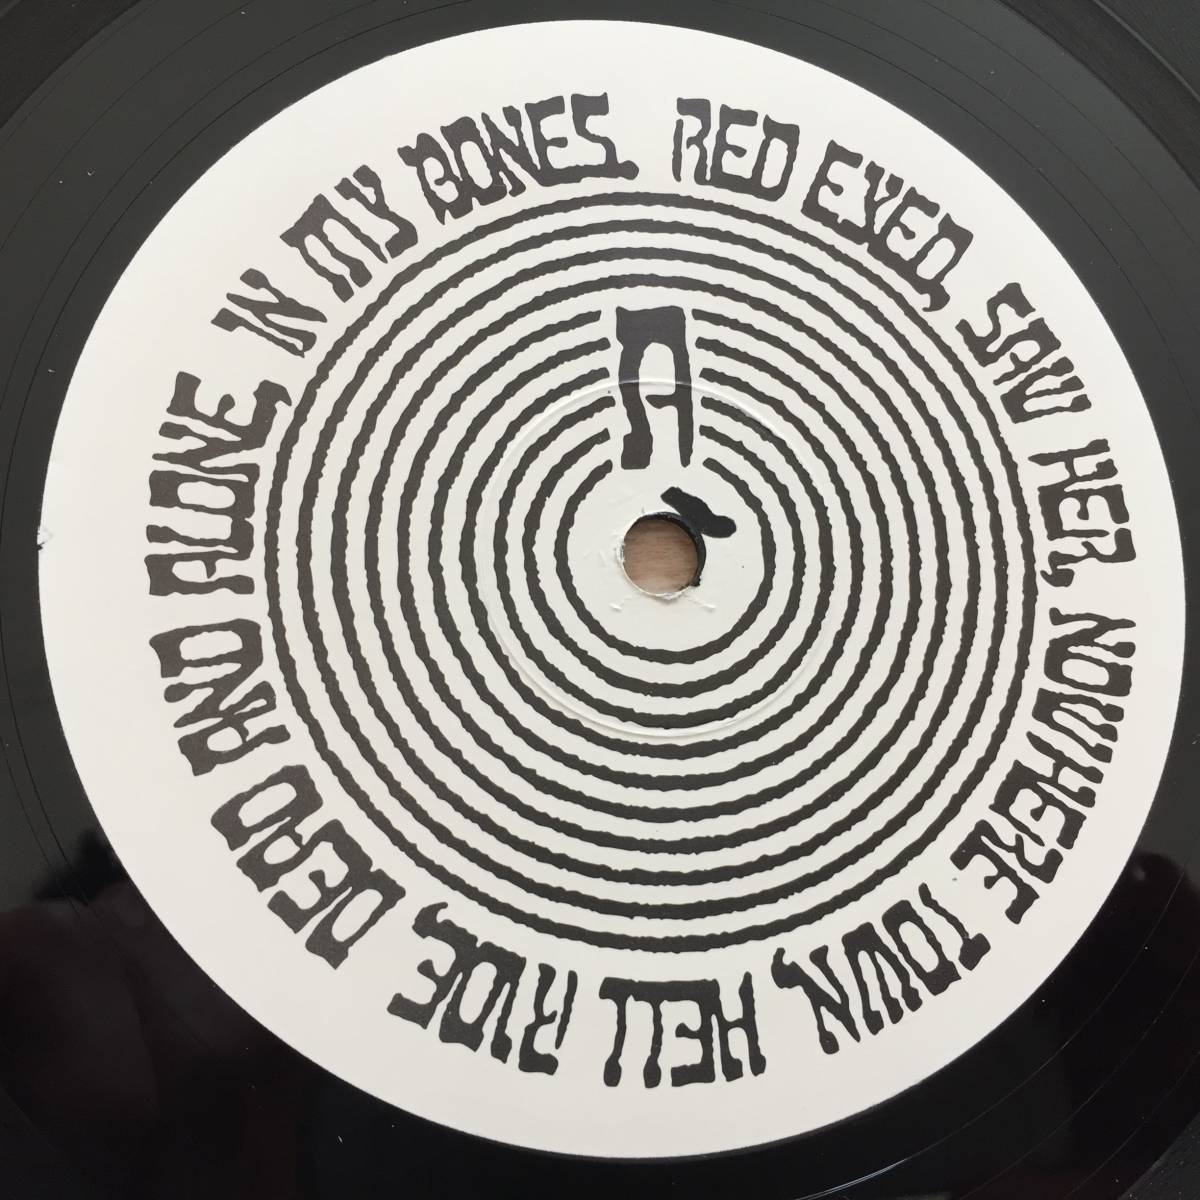 RED EYED, SAW HER, NOWHERE TOWN, HELL RIDE, DEAD AND ALONE, IN MY BONES.
A